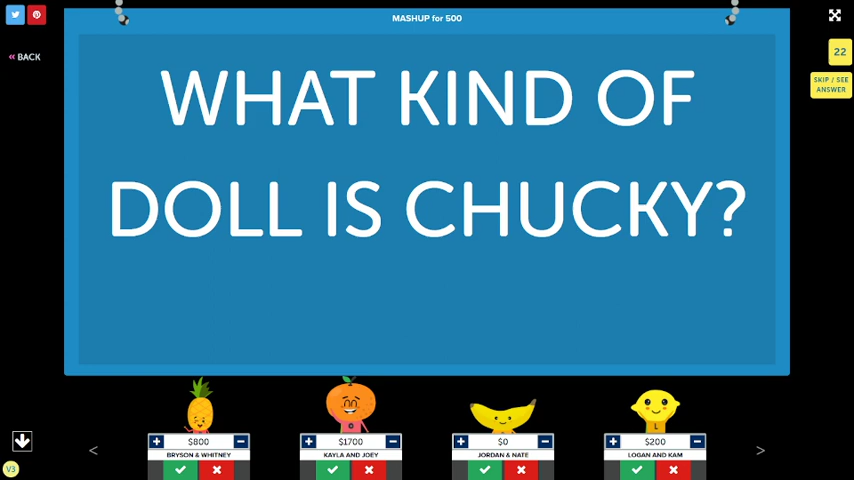 MASHUP for 500
« BACK
22
SKIP / SEE
ANSWER
WHAT KIND OF
DOLL IS CHUCKY?
+ $800 −
BRYSON & WHITNEY
+ $1700 −
KAYLA AND JOEY
+ $0 −
JORDAN & NATE
+ $200 −
LOGAN AND KAM
< >
V3